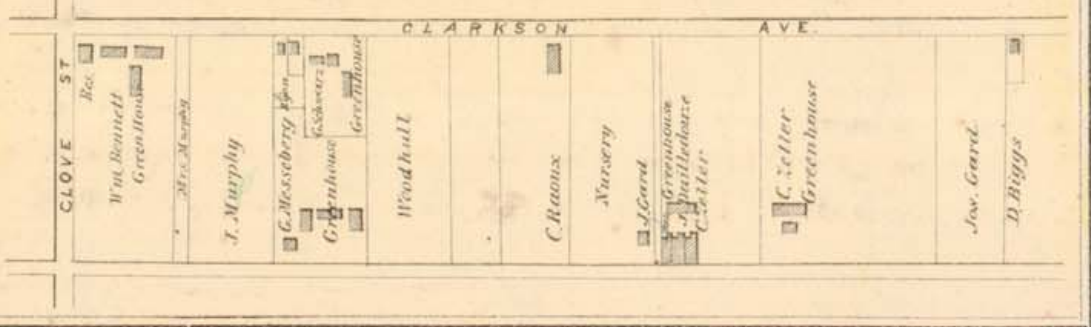 CLARKSON AVE.
CLOVE ST
Res.
Wm. Bennett
Green House
Mrs. Murphy
J. Murphy
G. Messeberg
G. Schwarz
Greenhouse
Greenhouse
Woodhull
C. Raoux
Nursery
J. Gard
Greenhouse
C. Zeller
C. Zeller
Greenhouse
Jos. Gard
D. Biggs